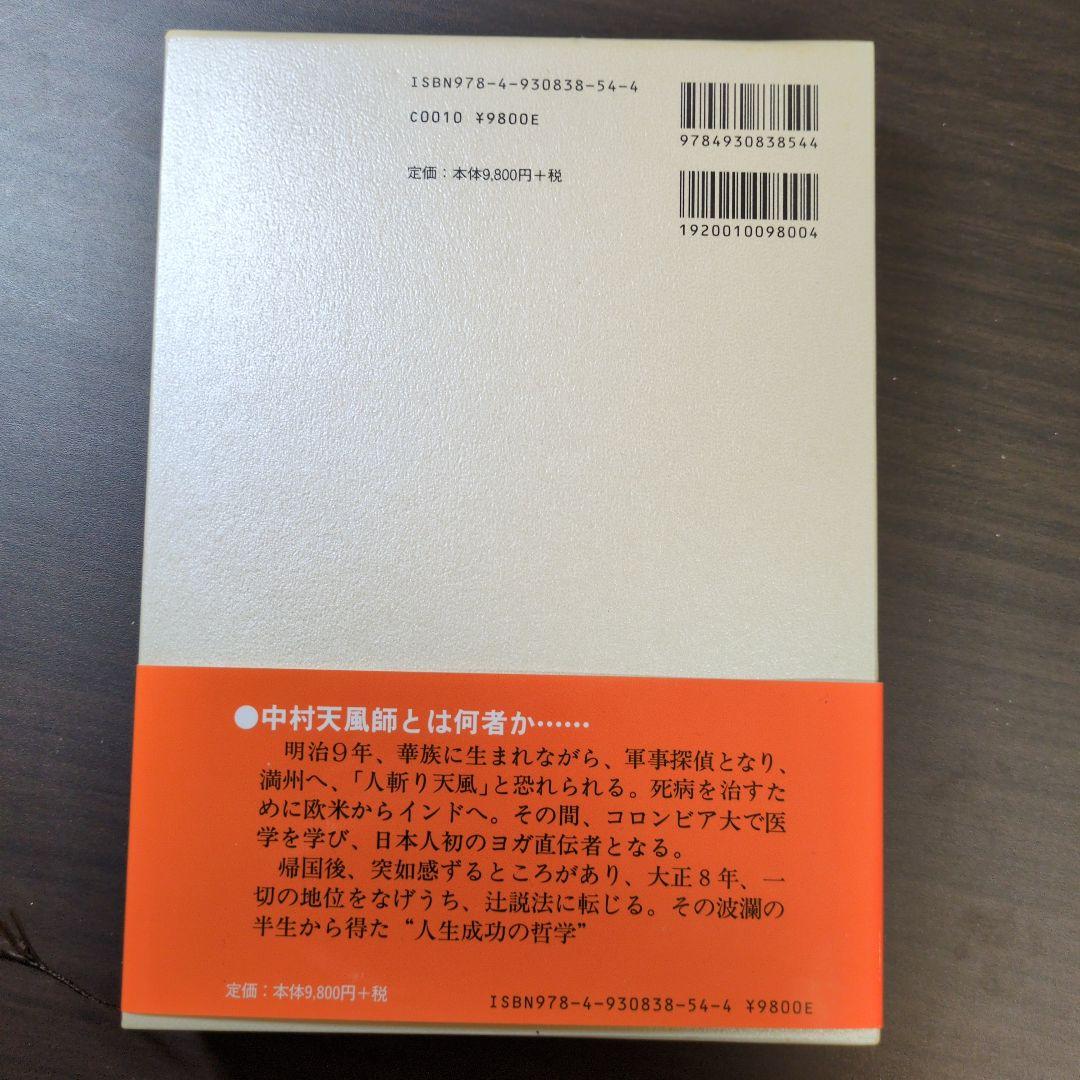 ISBN978-4-930838-54-4
C0010 ¥9800E
定価：本体9,800円＋税
9784930838544
1920010098004
●中村天風師とは何者か……
明治９年、華族に生まれながら、軍事探偵となり、
満州へ、「人斬り天風」と恐れられる。死病を治すた
めに欧米からインドへ。その間、コロンビア大で医
学を学び、日本人初のヨガ直伝者となる。
帰国後、突如感ずるところがあり、大正８年、一
切の地位をなげうち、辻説法に転じる。その波瀾の
半生から得た“人生成功の哲学”
定価：本体9,800円＋税
ISBN978-4-930838-54-4 ¥9800E